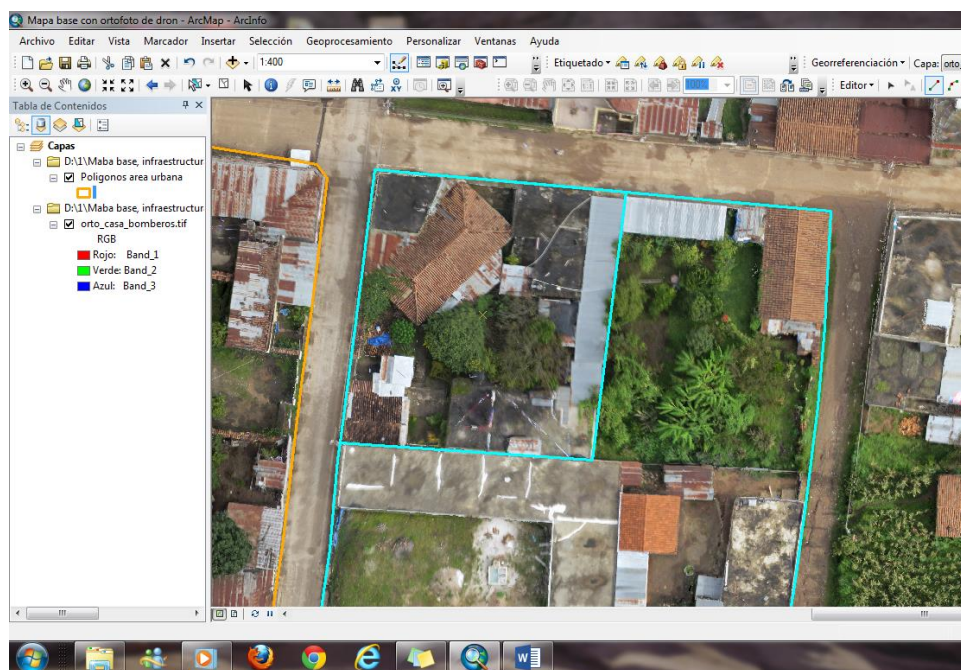 Mapa base con ortofoto de dron - ArcMap - ArcInfo
Archivo Editar Vista Marcador Insertar Selección Geoprocesamiento Personalizar Ventanas Ayuda
1:400 Etiquetado Georreferenciación Capa: orto_
100% Editor
Tabla de Contenidos
Capas
D:\1\Maba base, infraestructur
Poligonos area urbana
D:\1\Maba base, infraestructur
orto_casa_bomberos.tif
RGB
Rojo: Band_1
Verde: Band_2
Azul: Band_3